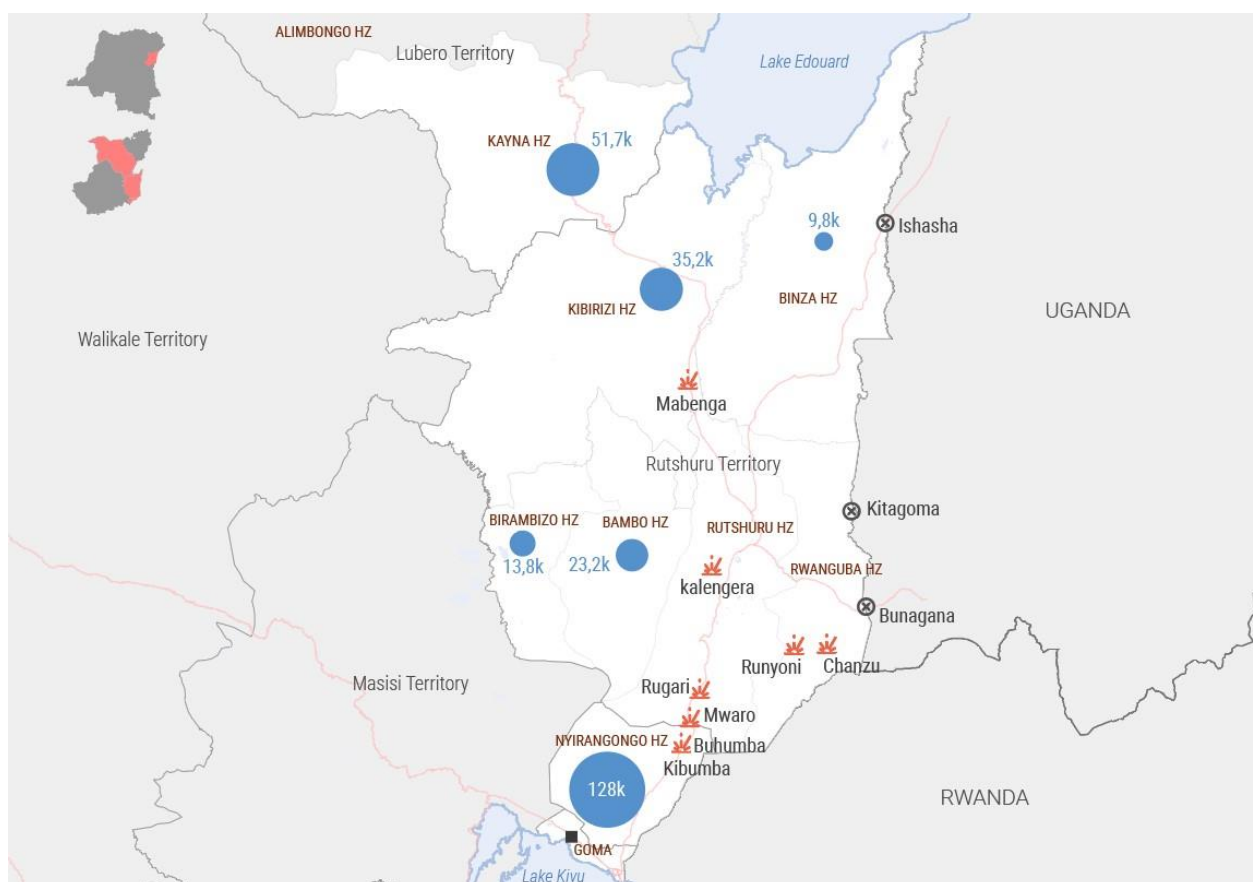 ALIMBONGO HZ
Lubero Territory
Lake Edouard
KAYNA HZ
51,7k
9,8k
Ishasha
35,2k
BINZA HZ
KIBIRIZI HZ
UGANDA
Walikale Territory
Mabenga
Rutshuru Territory
Kitagoma
BIRAMBIZO HZ
BAMBO HZ
RUTSHURU HZ
13,8k
23,2k
RWANGUBA HZ
kalengera
Bunagana
Runyoni
Chanzu
Masisi Territory
Rugari
Mwaro
NYIRANGONGO HZ
Buhumba
Kibumba
128k
RWANDA
GOMA
Lake Kivu